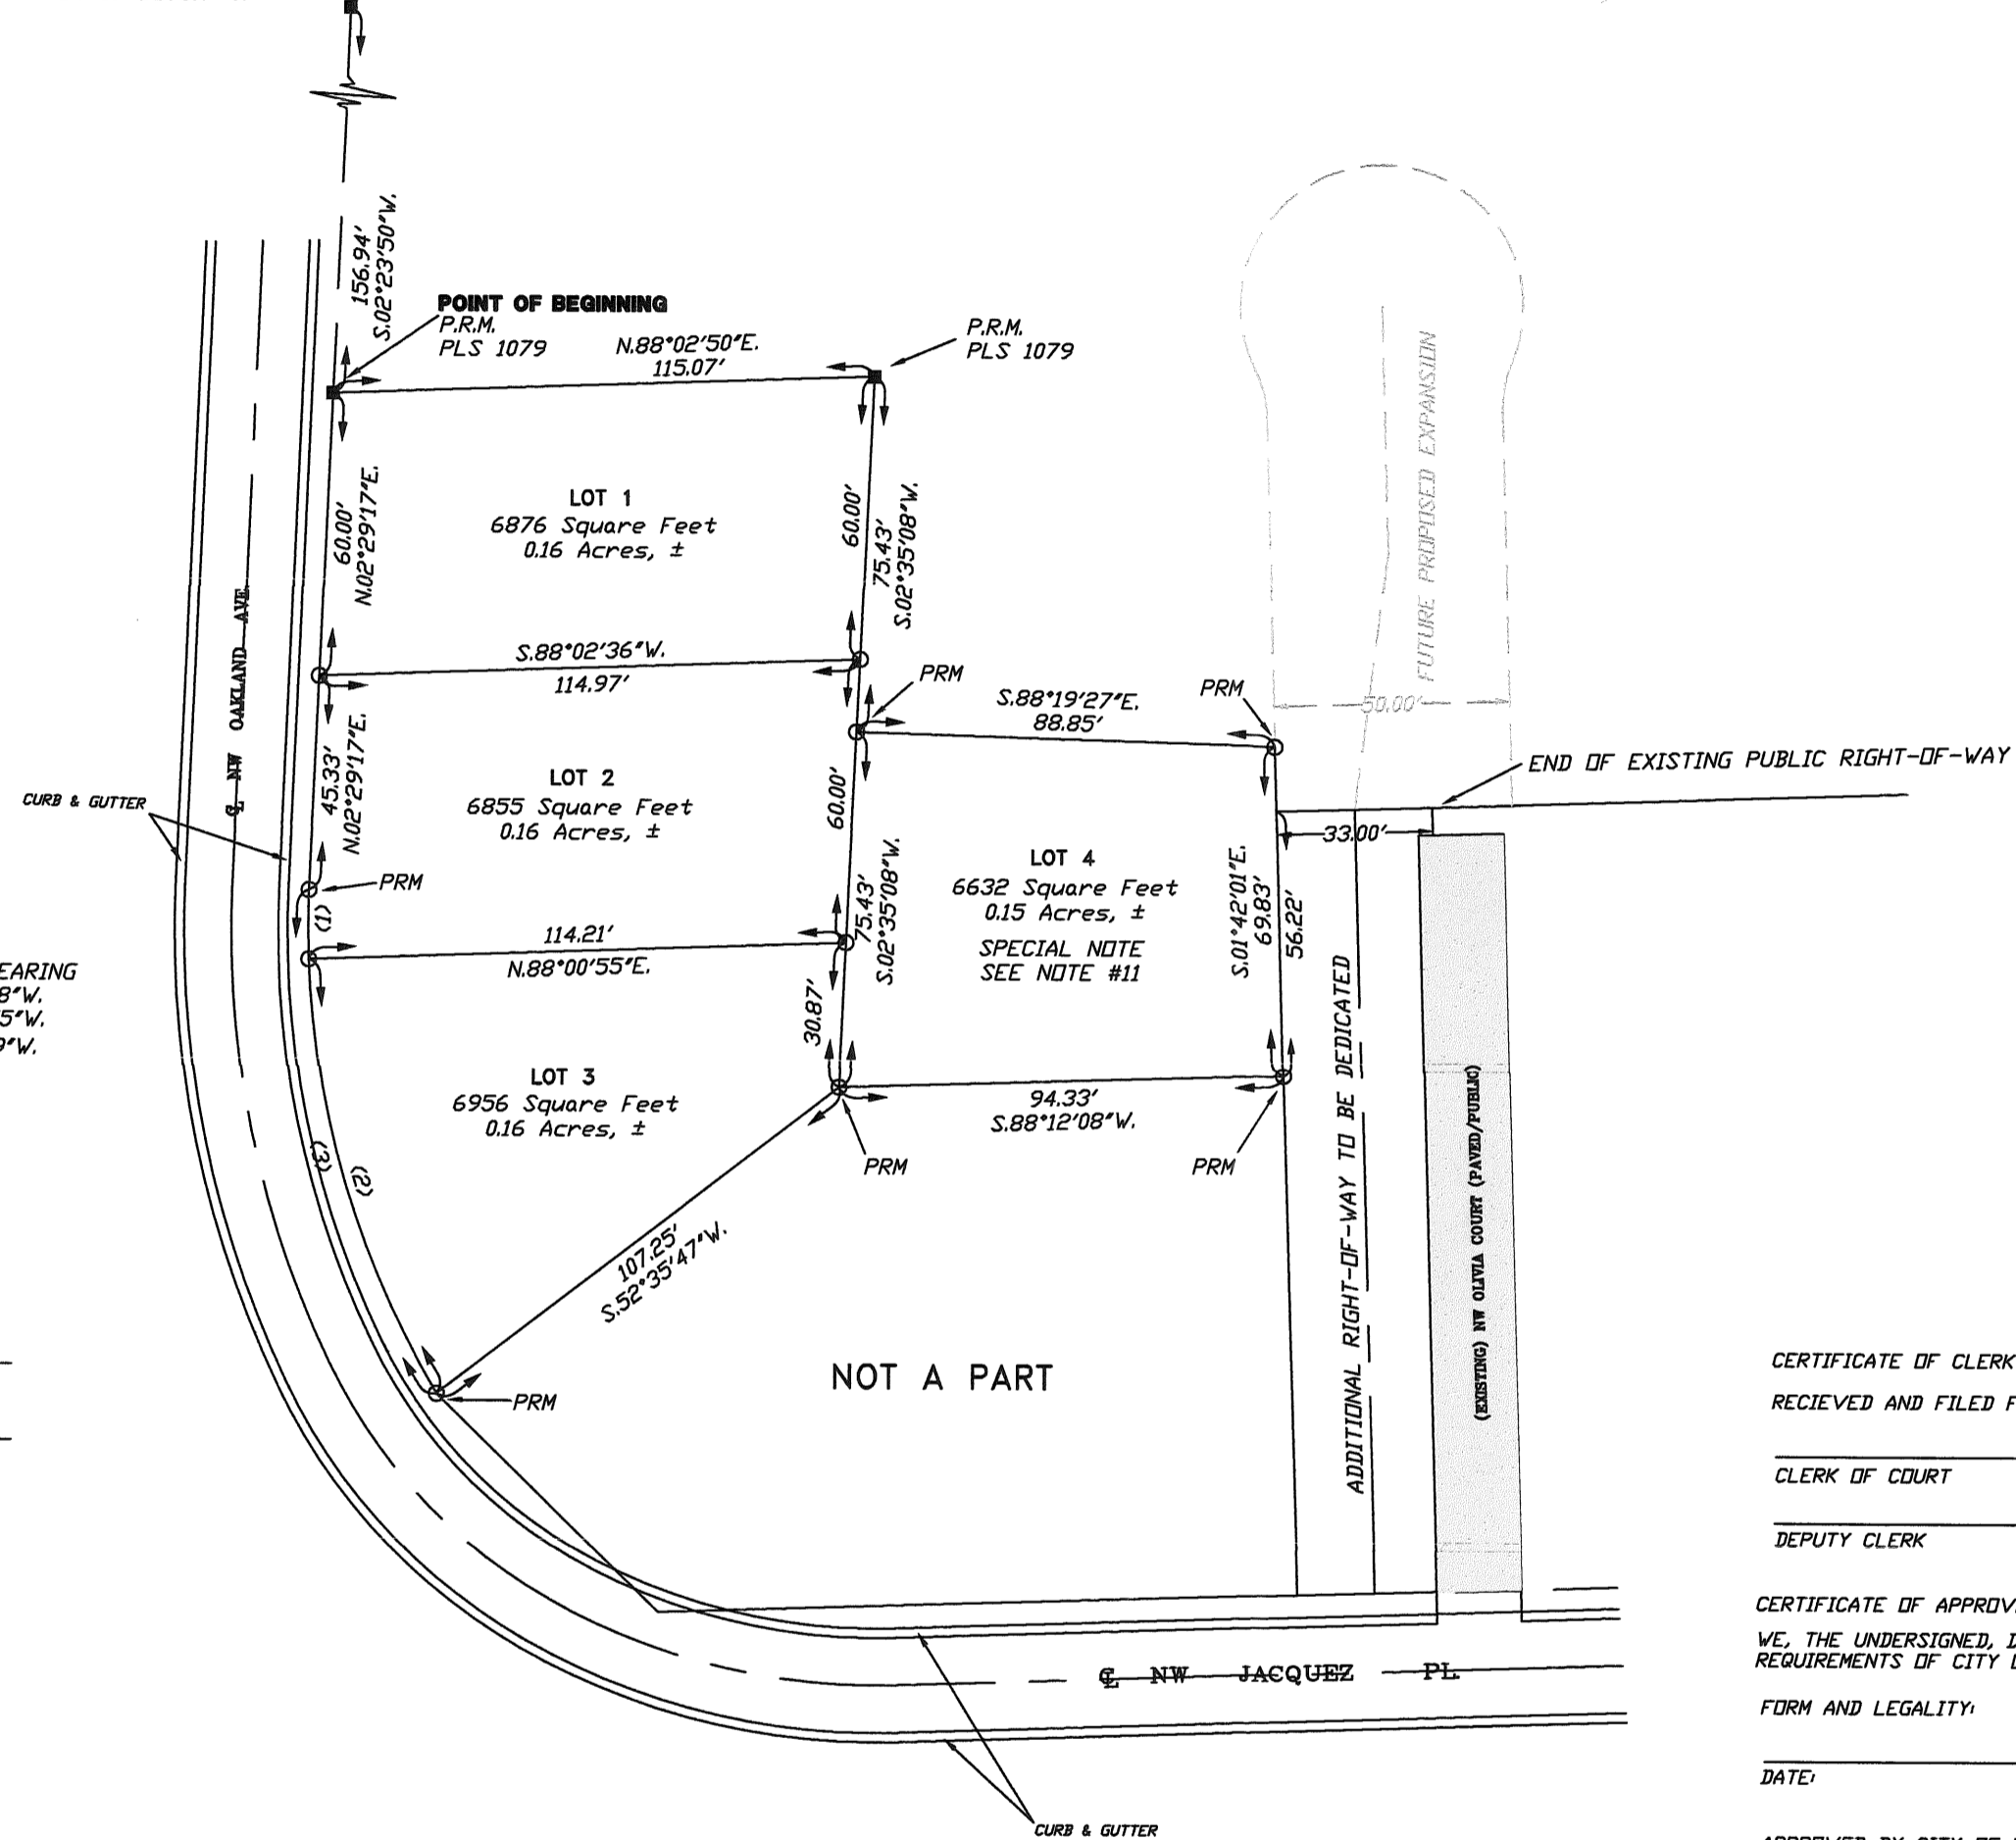 156.94'
S.02°23'50"W.
POINT OF BEGINNING
P.R.M.
PLS 1079
N.88°02'50"E.
115.07'
P.R.M.
PLS 1079
60.00'
N.02°29'17"E.
LOT 1
6876 Square Feet
0.16 Acres, ±
60.00'
75.43'
S.02°35'08"W.
FUTURE PROPOSED EXPANSION
50.00'
℄ NW OAKLAND AVE
S.88°02'36"W.
114.97'
PRM
S.88°19'27"E.
88.85'
PRM
CURB & GUTTER
45.33'
N.02°29'17"E.
LOT 2
6855 Square Feet
0.16 Acres, ±
60.00'
END OF EXISTING PUBLIC RIGHT-OF-WAY
33.00'
PRM
(1)
114.21'
N.88°00'55"E.
75.43'
S.02°35'08"W.
LOT 4
6632 Square Feet
0.15 Acres, ±
SPECIAL NOTE
SEE NOTE #11
S.01°42'01"E.
69.83'
56.22'
EARING
8"W.
5"W.
9"W.
30.87'
LOT 3
6956 Square Feet
0.16 Acres, ±
(3)
(2)
94.33'
S.88°12'08"W.
PRM
PRM
107.25'
S.52°35'47"W.
ADDITIONAL RIGHT-OF-WAY TO BE DEDICATED
(EXISTING) NW OLIVIA COURT (PAVED/PUBLIC)
PRM
NOT A PART
CERTIFICATE OF CLERK
RECIEVED AND FILED F
CLERK OF COURT
DEPUTY CLERK
CERTIFICATE OF APPROV
WE, THE UNDERSIGNED, D
REQUIREMENTS OF CITY
FORM AND LEGALITY:
DATE:
℄ NW JACQUEZ PL
CURB & GUTTER